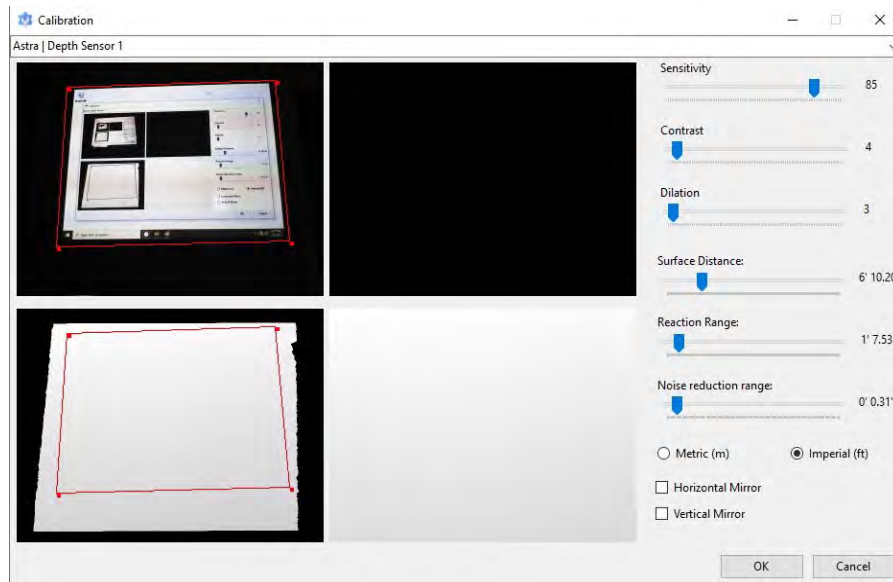 Calibration
Astra | Depth Sensor 1
Sensitivity
85
Contrast
4
Dilation
3
Surface Distance:
6' 10.20
Reaction Range:
1' 7.53
Noise reduction range:
0' 0.31"
Metric (m)
Imperial (ft)
Horizontal Mirror
Vertical Mirror
OK
Cancel